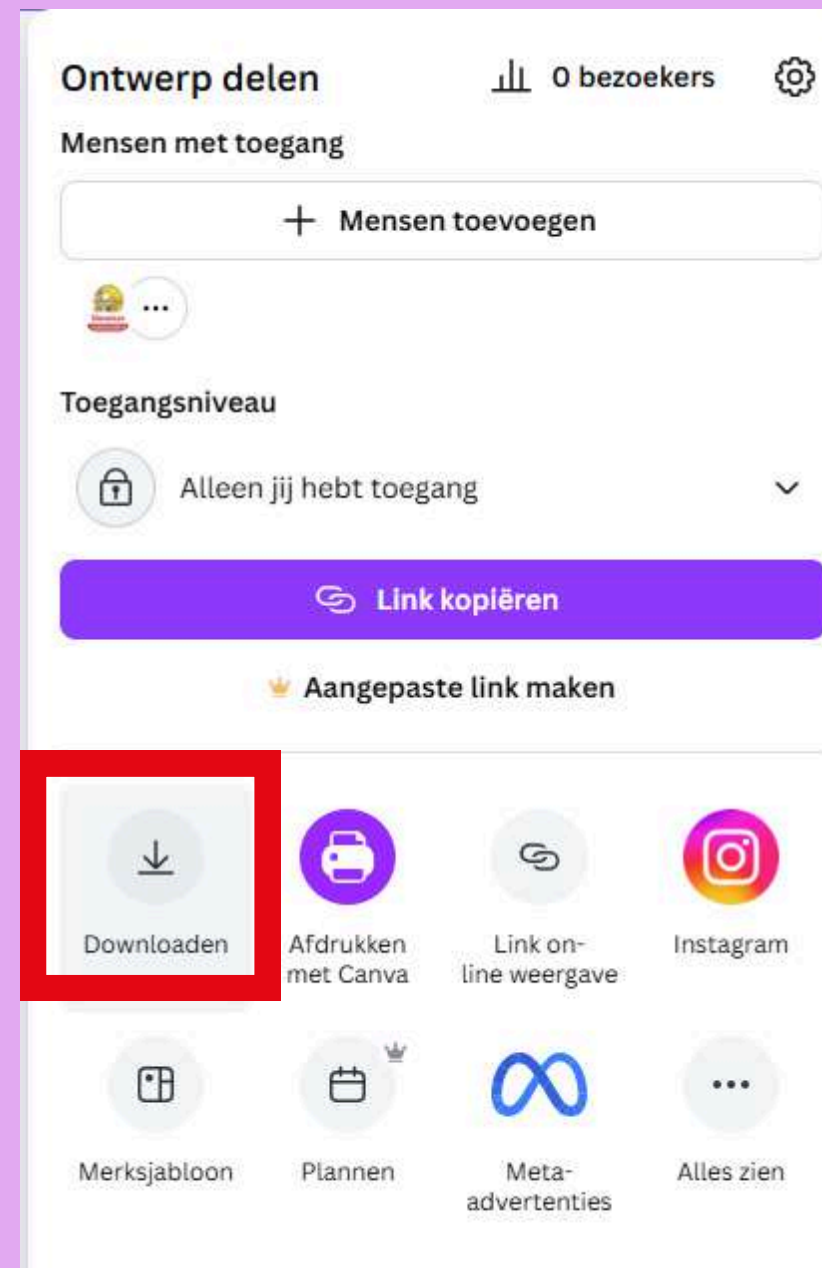 Ontwerp delen
0 bezoekers
Mensen met toegang
Mensen toevoegen
Toegangsniveau
Alleen jij hebt toegang
Link kopiëren
Aangepaste link maken
Downloaden
Afdrukken
met Canva
Link on-
line weergave
Instagram
Merksjabloon
Plannen
Meta-
advertenties
Alles zien